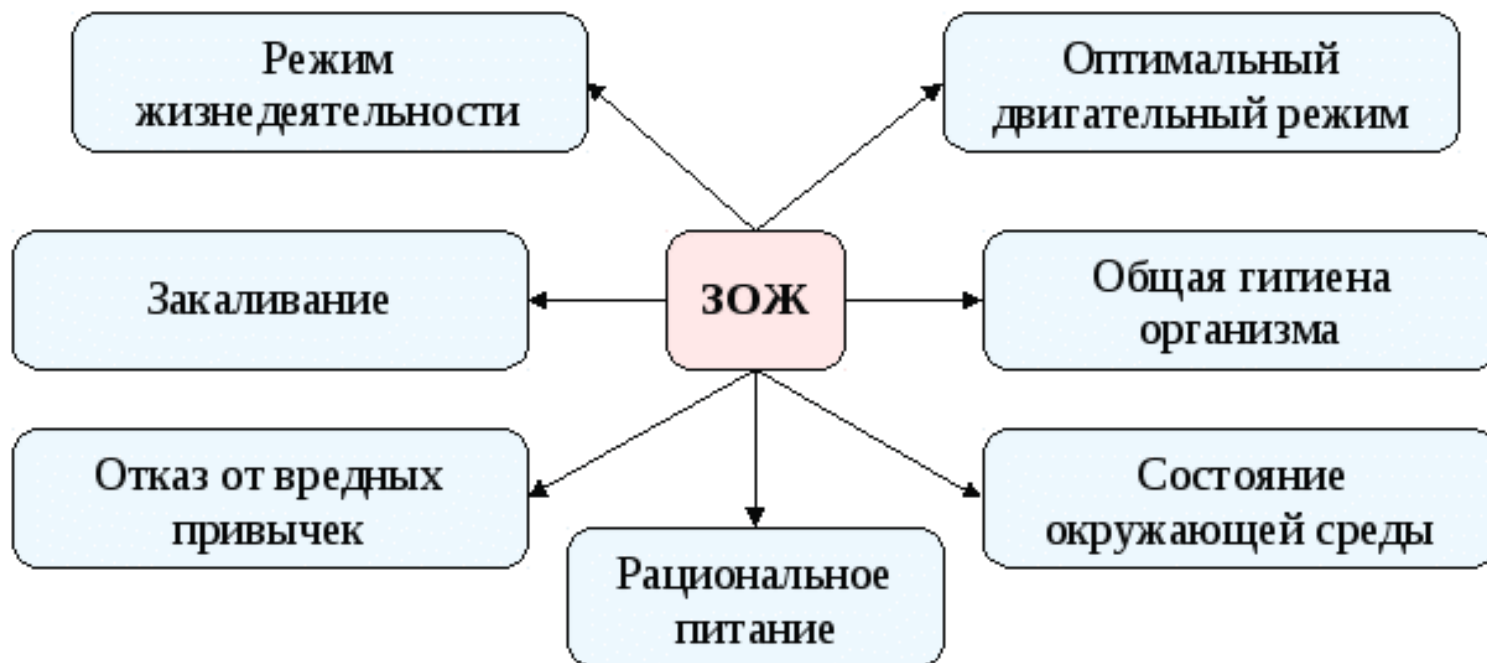 Режим
жизнедеятельности
Оптимальный
двигательный режим
Закаливание
ЗОЖ
Общая гигиена
организма
Отказ от вредных
привычек
Рациональное
питание
Состояние
окружающей среды